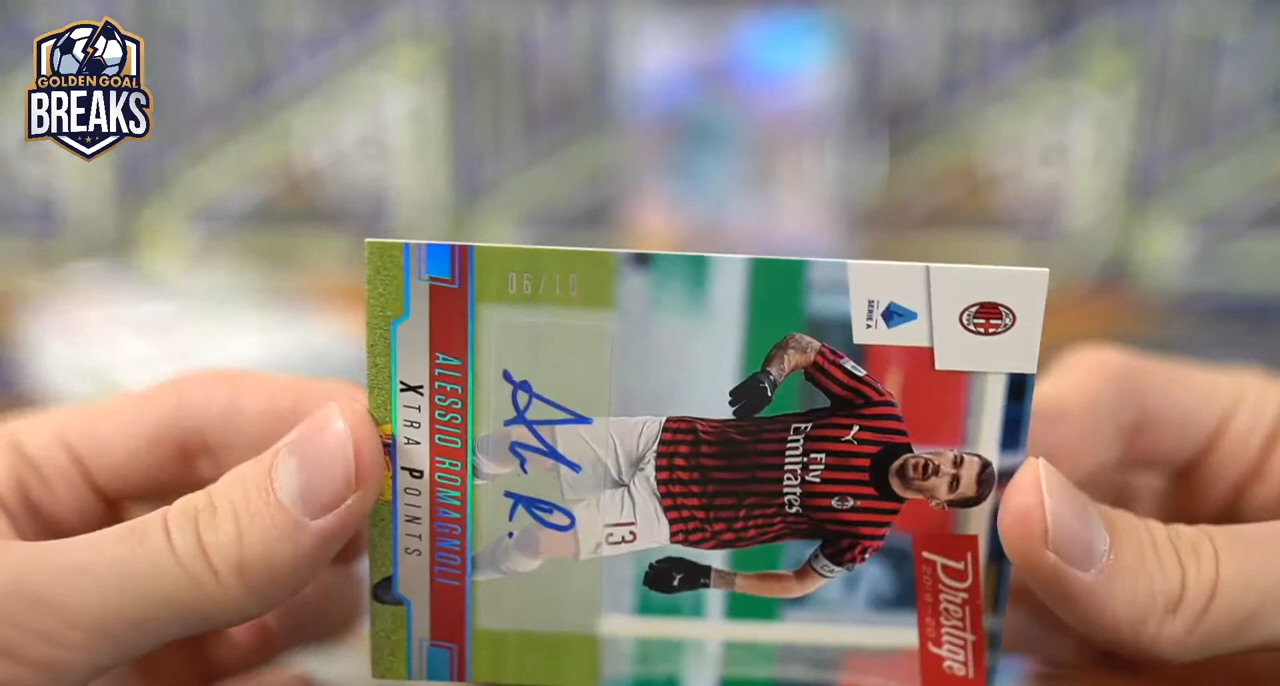 GOLDEN GOAL
BREAKS
SERIE A
Fly
Emirates
13
Prestige
2019-20
06/10
ALESSIO ROMAGNOLI
XTRA POINTS